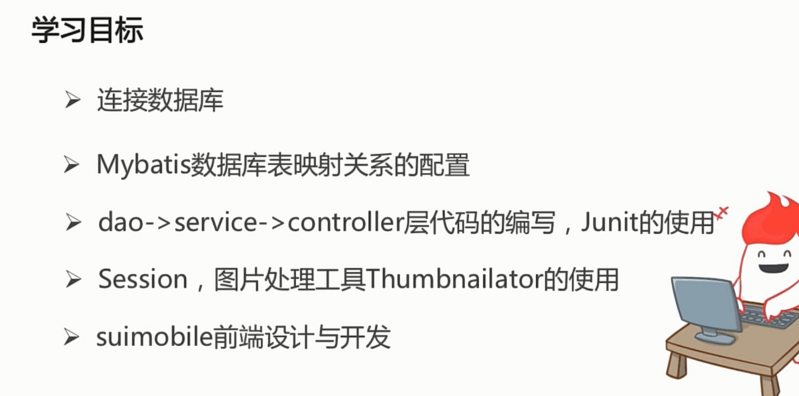 学习目标
连接数据库
Mybatis数据库表映射关系的配置
dao->service->controller层代码的编写，Junit的使用
Session，图片处理工具Thumbnailator的使用
suimobile前端设计与开发